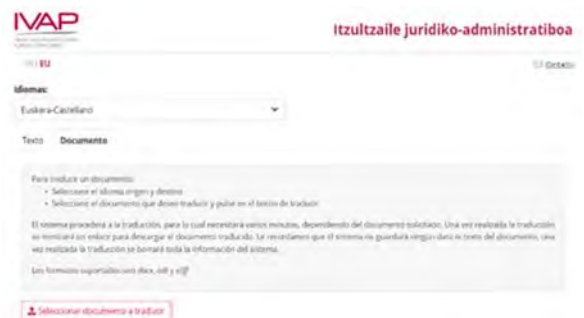 IVAP
Itzultzaile juridiko-administratiboa
EU
Contacto
Idiomas:
Euskera-Castellano
Texto Documento
Para traducir un documento:
• Seleccione el idioma origen y destino
• Seleccione el documento que desea traducir y pulse en el botón de traducir
El sistema procederá a la traducción, para lo cual necesitará varios minutos, dependiendo del documento solicitado. Una vez realizada la traducción
se mostrará un enlace para descargar el documento traducido. Le recordamos que el sistema no guardará ningún dato ni texto del documento, una
vez realizada la traducción se borrará toda la información del sistema.
Los formatos soportados son docx, odt y
Seleccionar documento a traducir